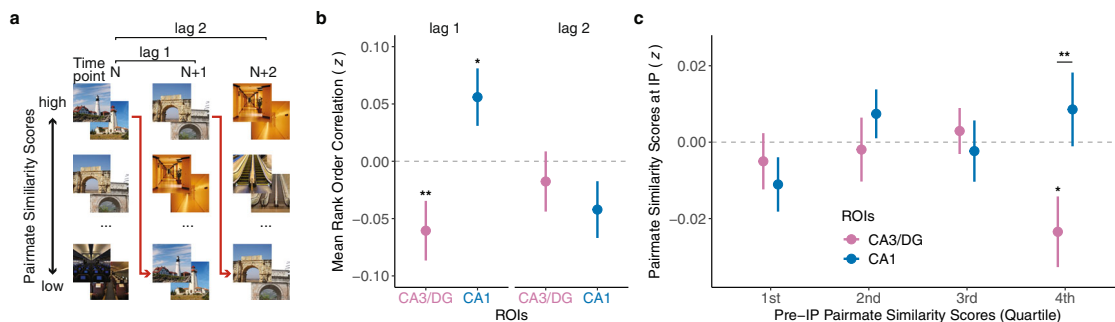 a
lag 2
lag 1
Time point
N
N+1
N+2
high
Pairmate Similiarity Scores
...
...
...
low
b
lag 1
lag 2
Mean Rank Order Correlation (z)
0.10
0.05
0.00
−0.05
−0.10
**
*
CA3/DG
CA1
CA3/DG
CA1
ROIs
c
Pairmate Similarity Scores at IP (z)
0.02
0.00
−0.02
**
*
ROIs
CA3/DG
CA1
1st
2nd
3rd
4th
Pre−IP Pairmate Similarity Scores (Quartile)